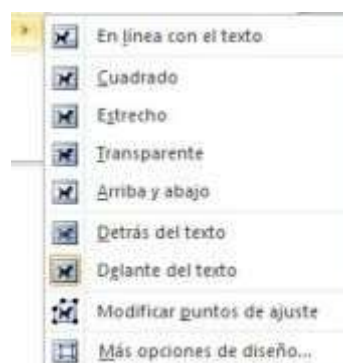 En línea con el texto
Cuadrado
Estrecho
Transparente
Arriba y abajo
Detrás del texto
Delante del texto
Modificar puntos de ajuste
Más opciones de diseño...